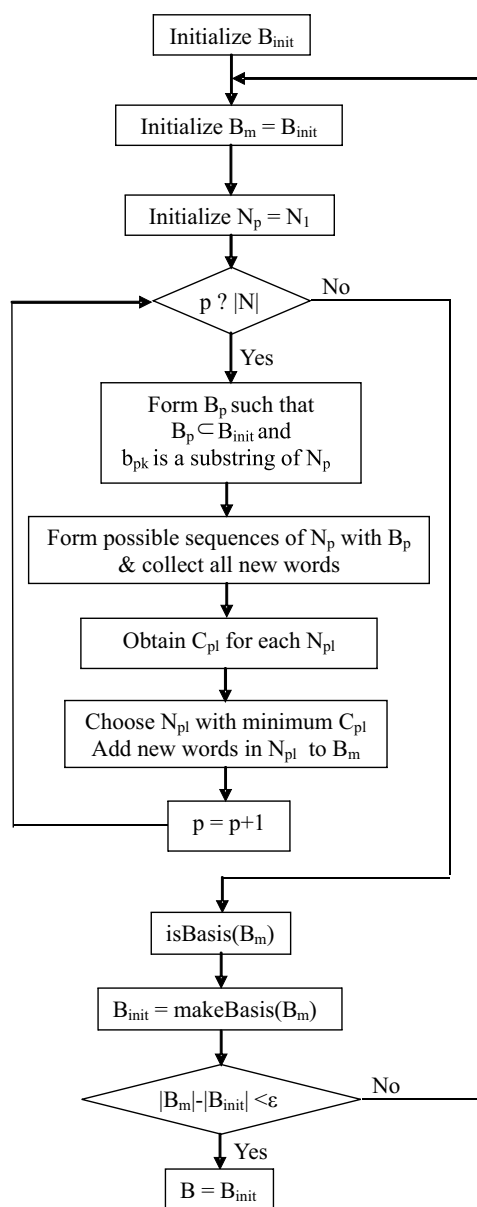 Initialize B_init
Initialize B_m = B_init
Initialize N_p = N_1
p ? |N|
No
Yes
Form B_p such that
B_p ⊂ B_init and
b_pk is a substring of N_p
Form possible sequences of N_p with B_p
& collect all new words
Obtain C_pl for each N_pl
Choose N_pl with minimum C_pl
Add new words in N_pl to B_m
p = p+1
isBasis(B_m)
B_init = makeBasis(B_m)
|B_m|-|B_init| <ε
No
Yes
B = B_init